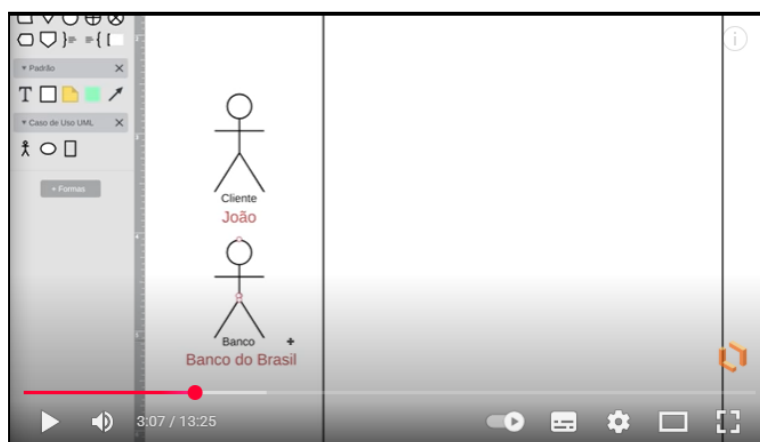 Padrão
T
Caso de Uso UML
+ Formas
Cliente
João
Banco
Banco do Brasil
3:07 / 13:25